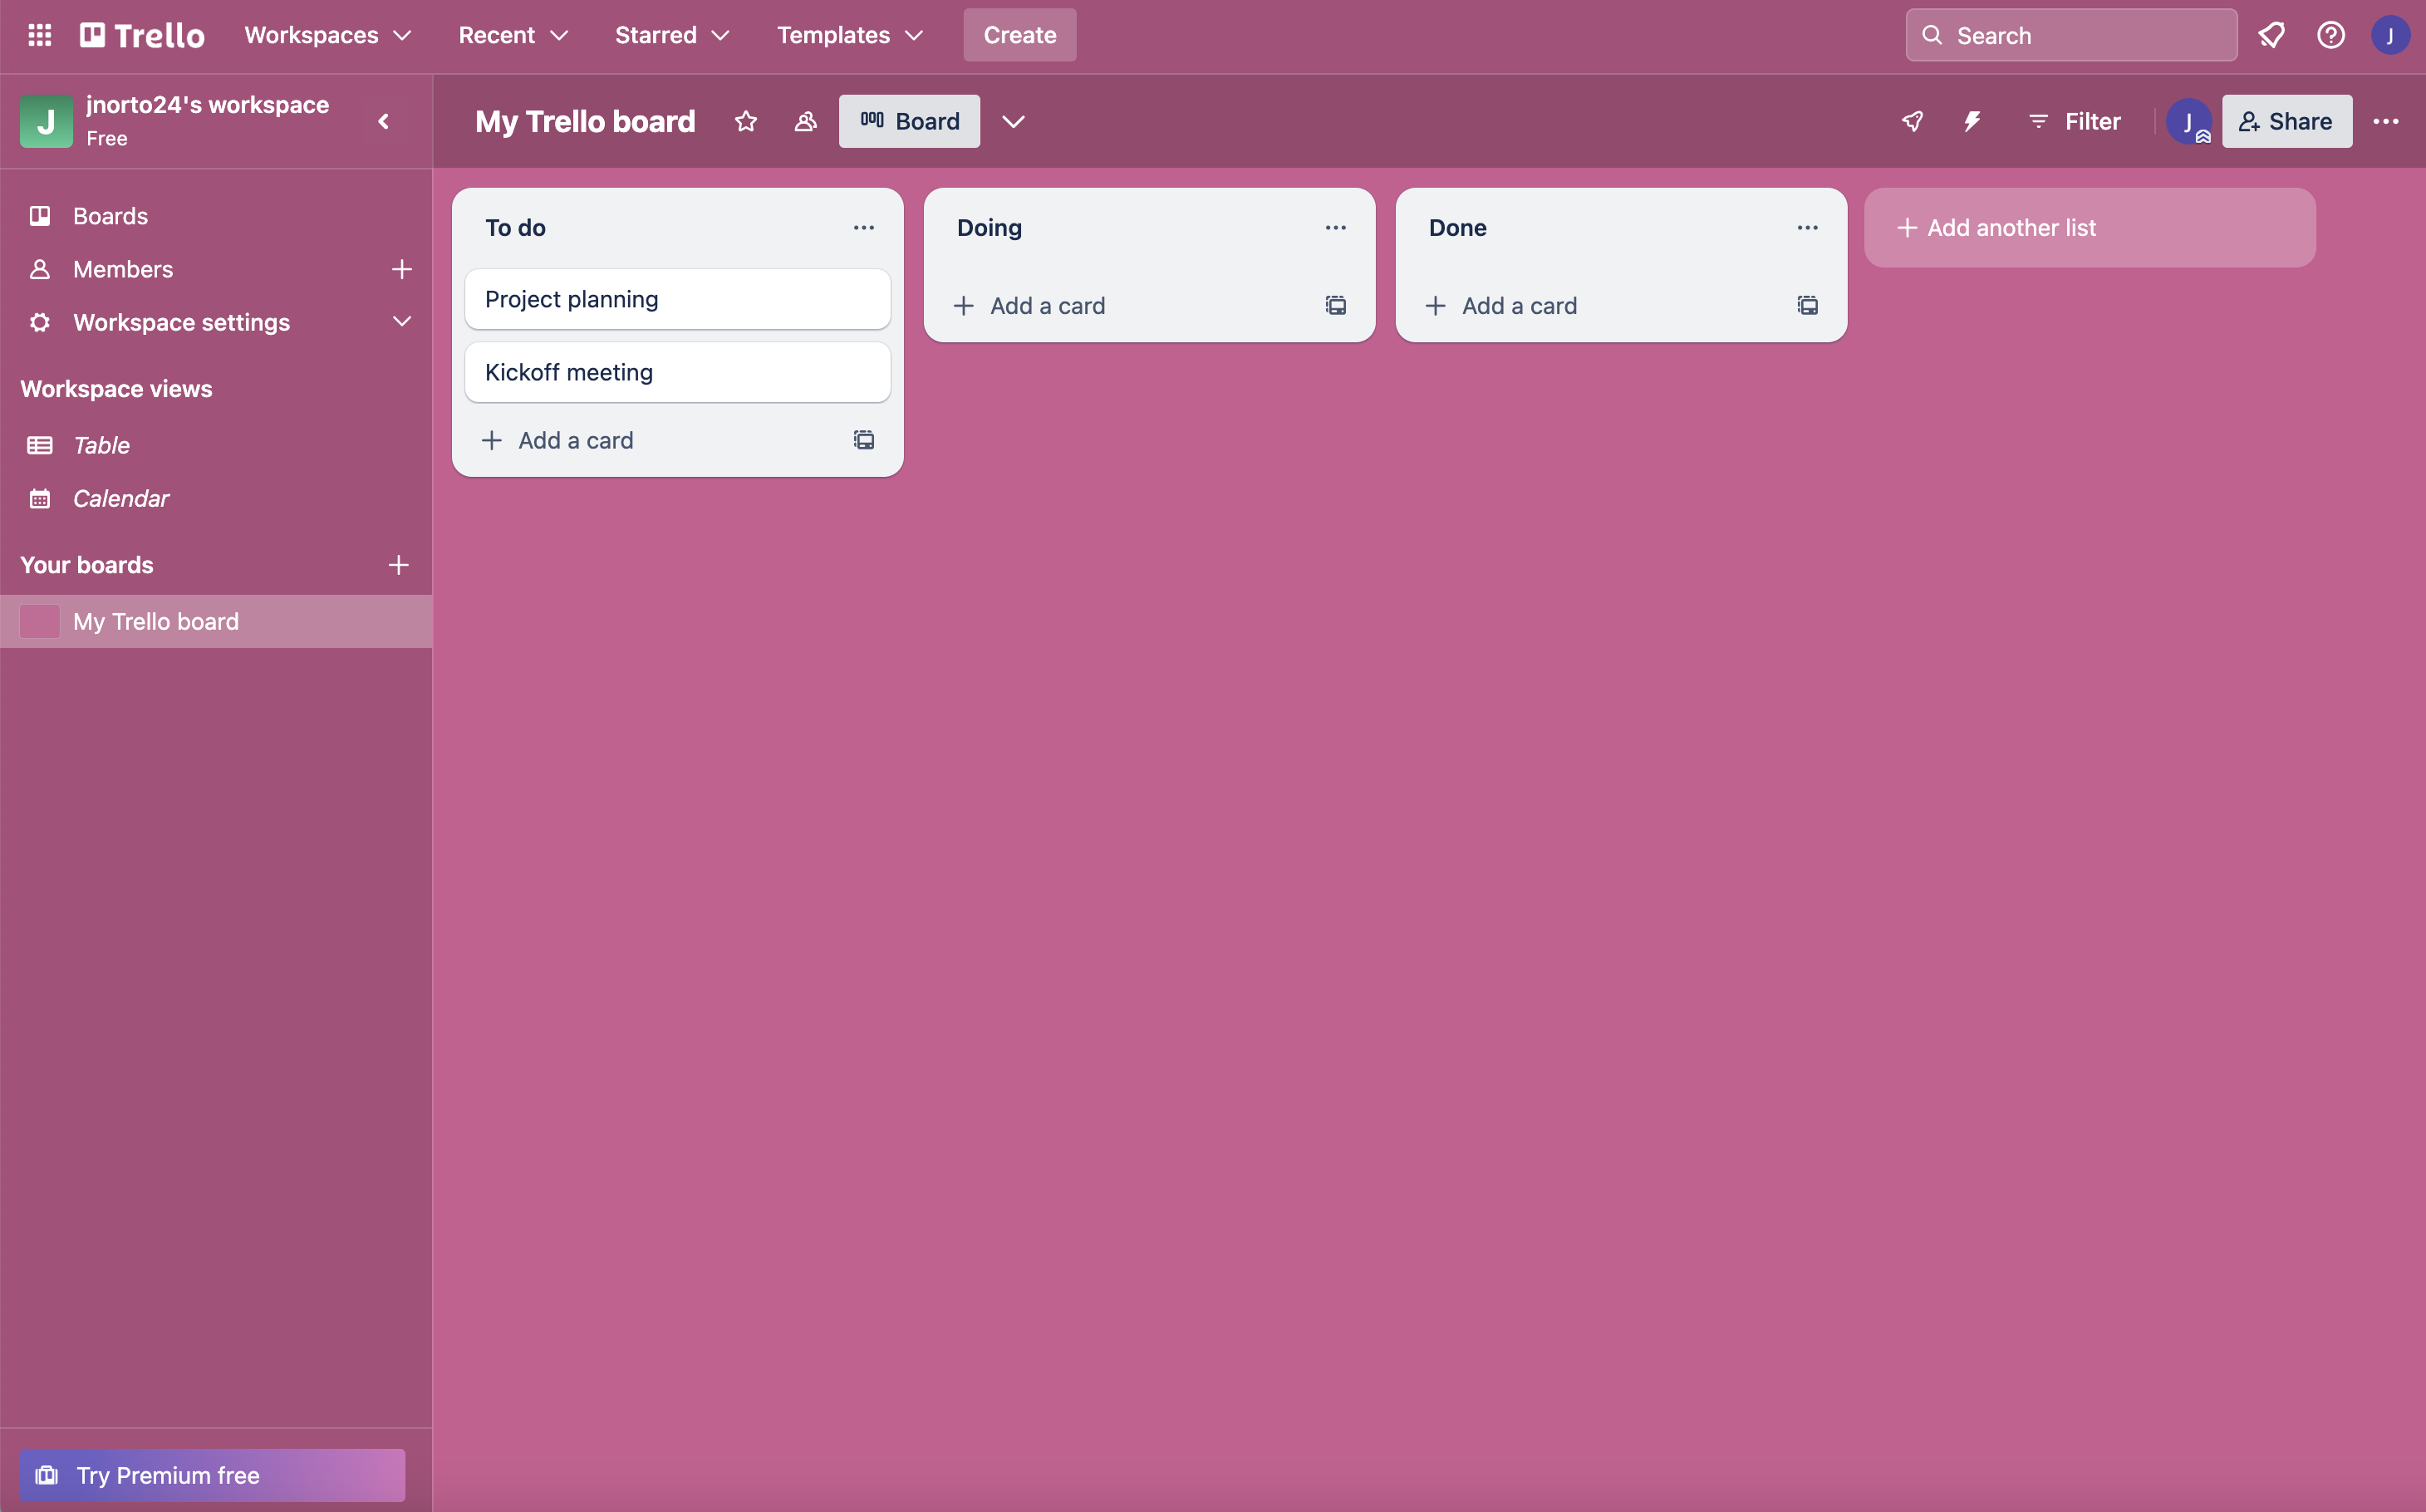 Trello
Workspaces
Recent
Starred
Templates
Create
Search
J
J
jnorto24's workspace
Free
My Trello board
Board
Filter
J
Share
Boards
Members
Workspace settings
Workspace views
Table
Calendar
Your boards
My Trello board
Try Premium free
To do
Project planning
Kickoff meeting
Add a card
Doing
Add a card
Done
Add a card
Add another list